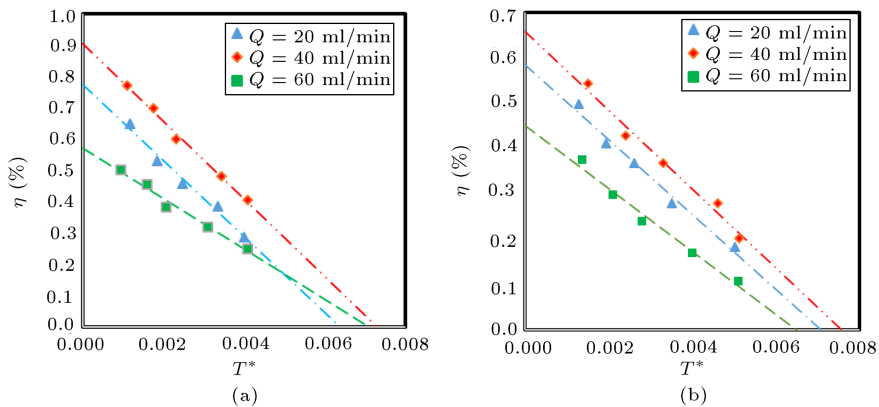 1.0
0.9
0.8
0.7
0.6
0.5
0.4
0.3
0.2
0.1
0.0
η (%)
Q = 20 ml/min
Q = 40 ml/min
Q = 60 ml/min
0.000 0.002 0.004 0.006 0.008
T*
(a)
0.7
0.6
0.5
0.4
0.3
0.2
0.1
0.0
η (%)
Q = 20 ml/min
Q = 40 ml/min
Q = 60 ml/min
0.000 0.002 0.004 0.006 0.008
T*
(b)